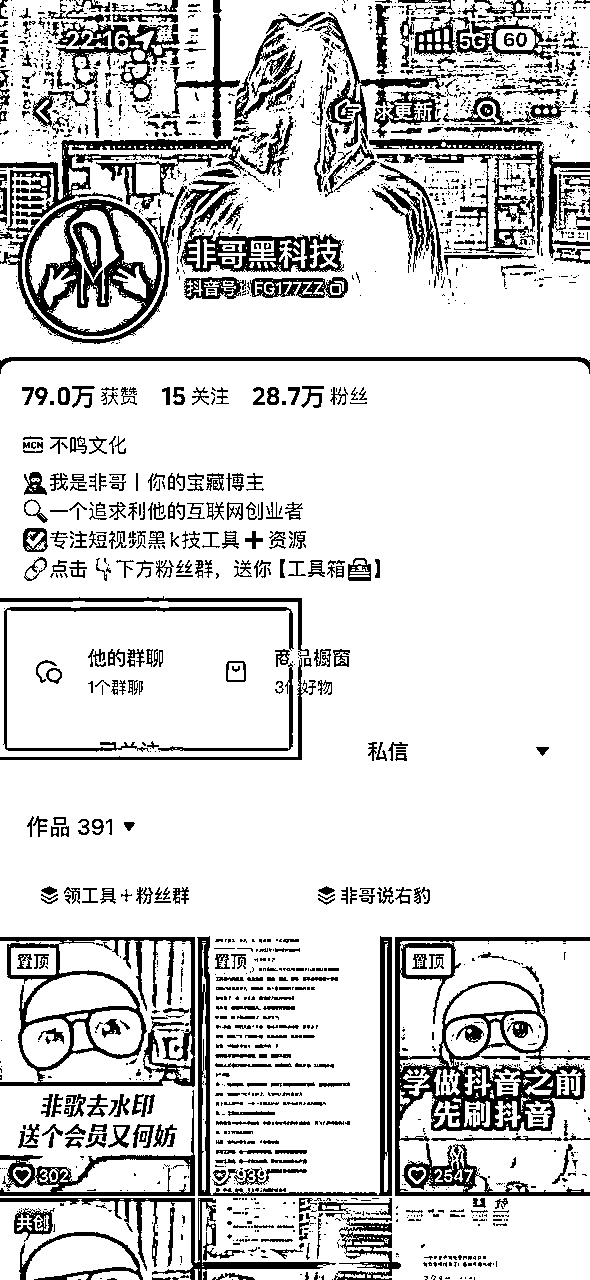 22:16
5G 60
求更新
非哥黑科技
抖音号：FG177ZZ
79.0万 获赞 15 关注 28.7万 粉丝
MCN 不鸣文化
我是非哥丨你的宝藏博主
一个追求利他的互联网创业者
专注短视频黑k技工具➕资源
点击👇下方粉丝群，送你【工具箱🧰】
他的群聊 商品橱窗
1个群聊 3个好物
已关注 私信
作品 391
领工具+粉丝群 非哥说右豹
置顶 置顶 置顶
非歌去水印
送个会员又何妨
学做抖音之前
先刷抖音
302 939 2547
共创